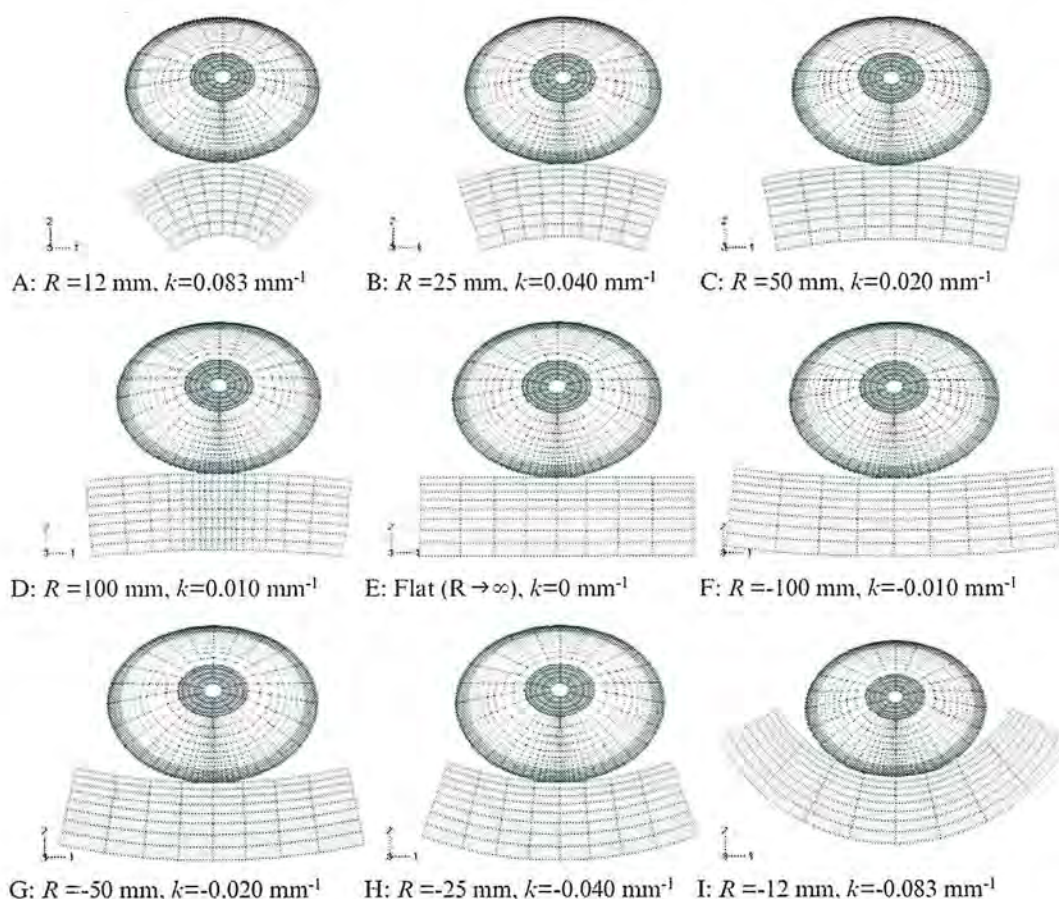 A: R =12 mm, k=0.083 mm⁻¹
B: R =25 mm, k=0.040 mm⁻¹
C: R =50 mm, k=0.020 mm⁻¹
D: R =100 mm, k=0.010 mm⁻¹
E: Flat (R→∞), k=0 mm⁻¹
F: R=-100 mm, k=-0.010 mm⁻¹
G: R =-50 mm, k=-0.020 mm⁻¹
H: R =-25 mm, k=-0.040 mm⁻¹
I: R=-12 mm, k=-0.083 mm⁻¹